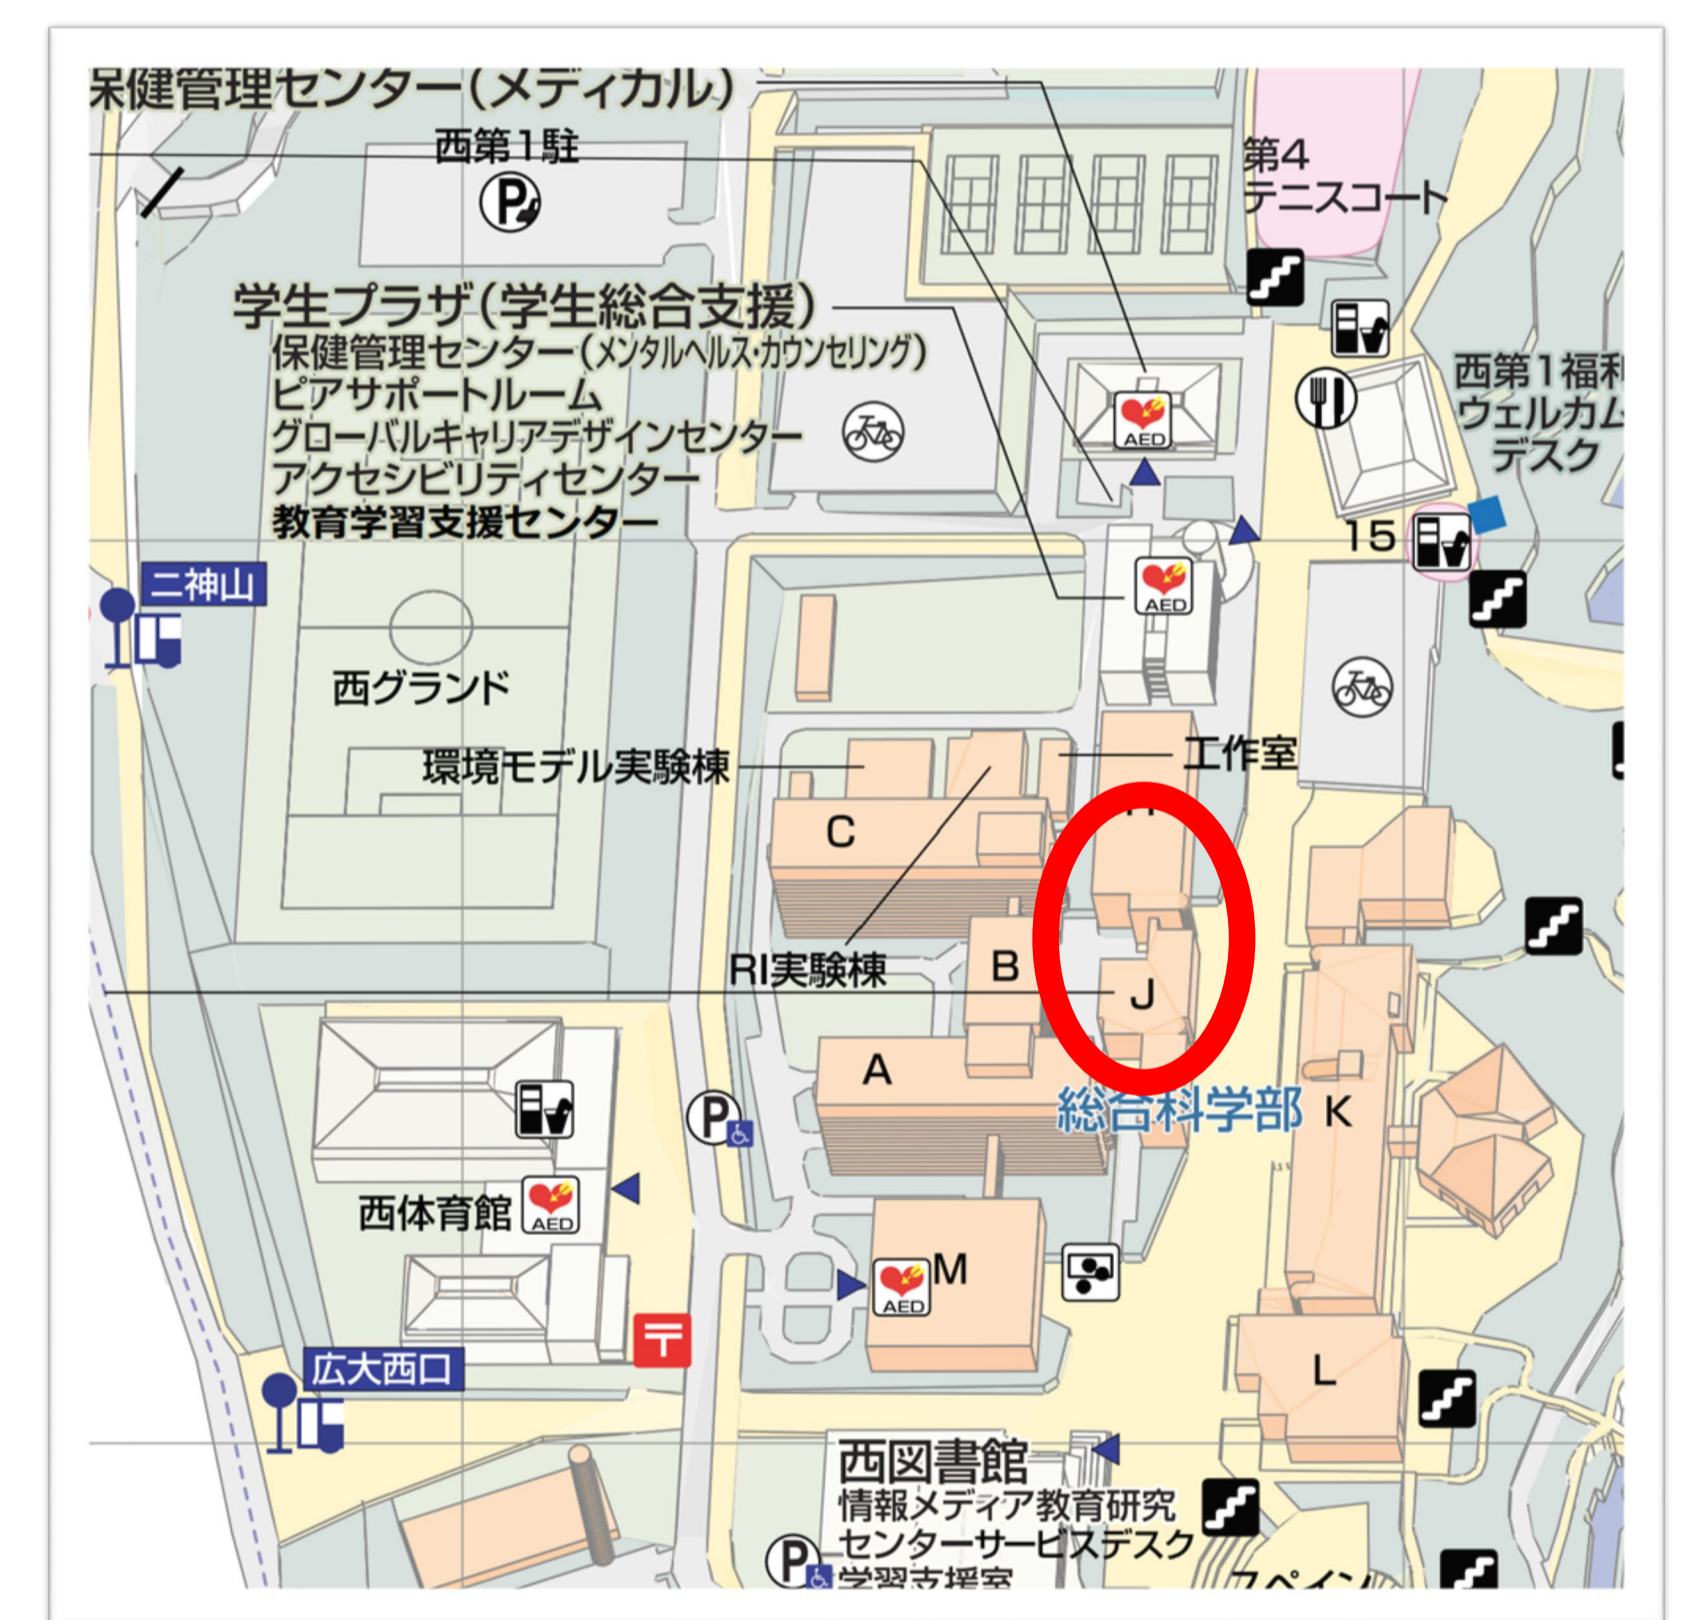 保健管理センター(メディカル)
西第1駐
P
第4
テニスコート
学生プラザ(学生総合支援)
保健管理センター(メンタルヘルス・カウンセリング)
ピアサポートルーム
グローバルキャリアデザインセンター
アクセシビリティセンター
教育学習支援センター
AED
西第1福利
ウェルカム
デスク
15
二神山
AED
西グランド
環境モデル実験棟
工作室
C
RI実験棟
B
J
A
総合科学部
K
P
西体育館
AED
M
AED
〒
広大西口
L
西図書館
情報メディア教育研究
センターサービスデスク
P
学習支援室
スペイン